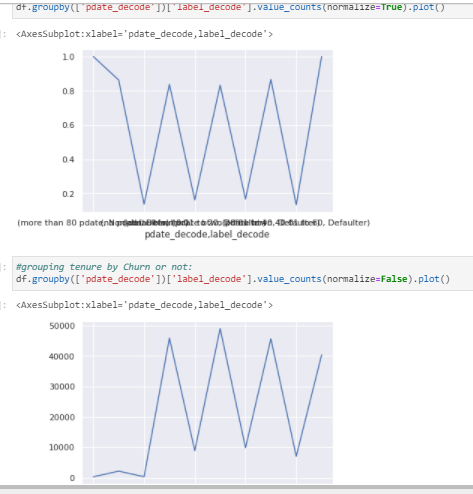 df.groupby(['pdate_decode'])['label_decode'].value_counts(normalize=True).plot()
]: <AxesSubplot:xlabel='pdate_decode,label_decode'>
1.0
0.8
0.6
0.4
0.2
(more than 80 pdate, Defaulter)
pdate_decode,label_decode
]: #grouping tenure by Churn or not:
df.groupby(['pdate_decode'])['label_decode'].value_counts(normalize=False).plot()
]: <AxesSubplot:xlabel='pdate_decode,label_decode'>
50000
40000
30000
20000
10000
0